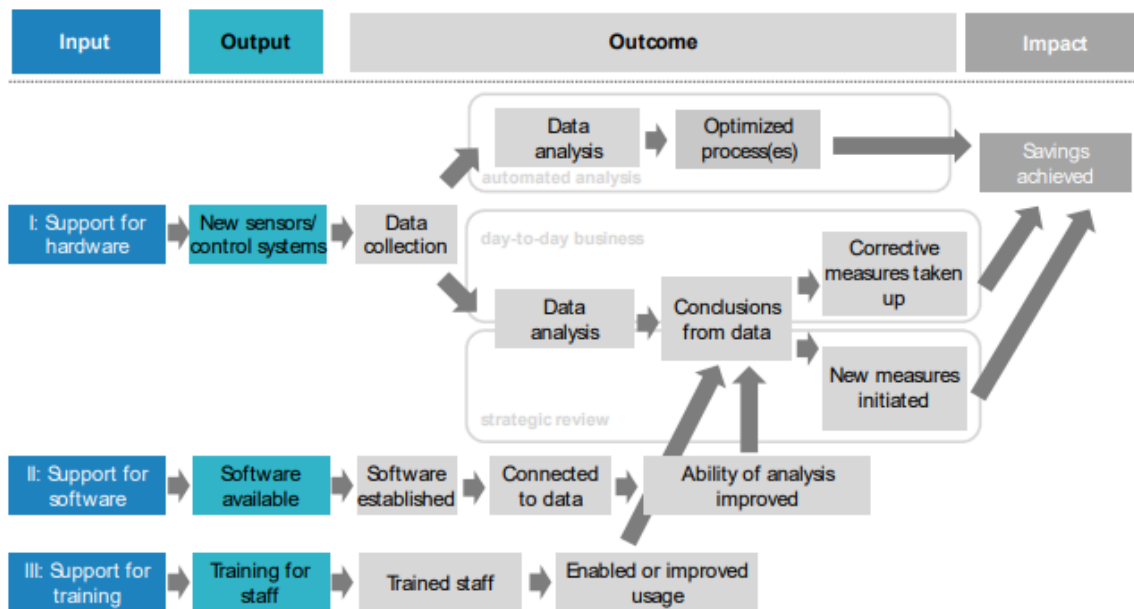 Input
Output
Outcome
Impact
Data
analysis
Optimized
process(es)
automated analysis
Savings
achieved
I: Support for
hardware
New sensors/
control systems
Data
collection
day-to-day business
Corrective
measures taken
up
Data
analysis
Conclusions
from data
New measures
initiated
strategic review
II: Support for
software
Software
available
Software
established
Connected
to data
Ability of analysis
improved
III: Support for
training
Training for
staff
Trained staff
Enabled or improved
usage